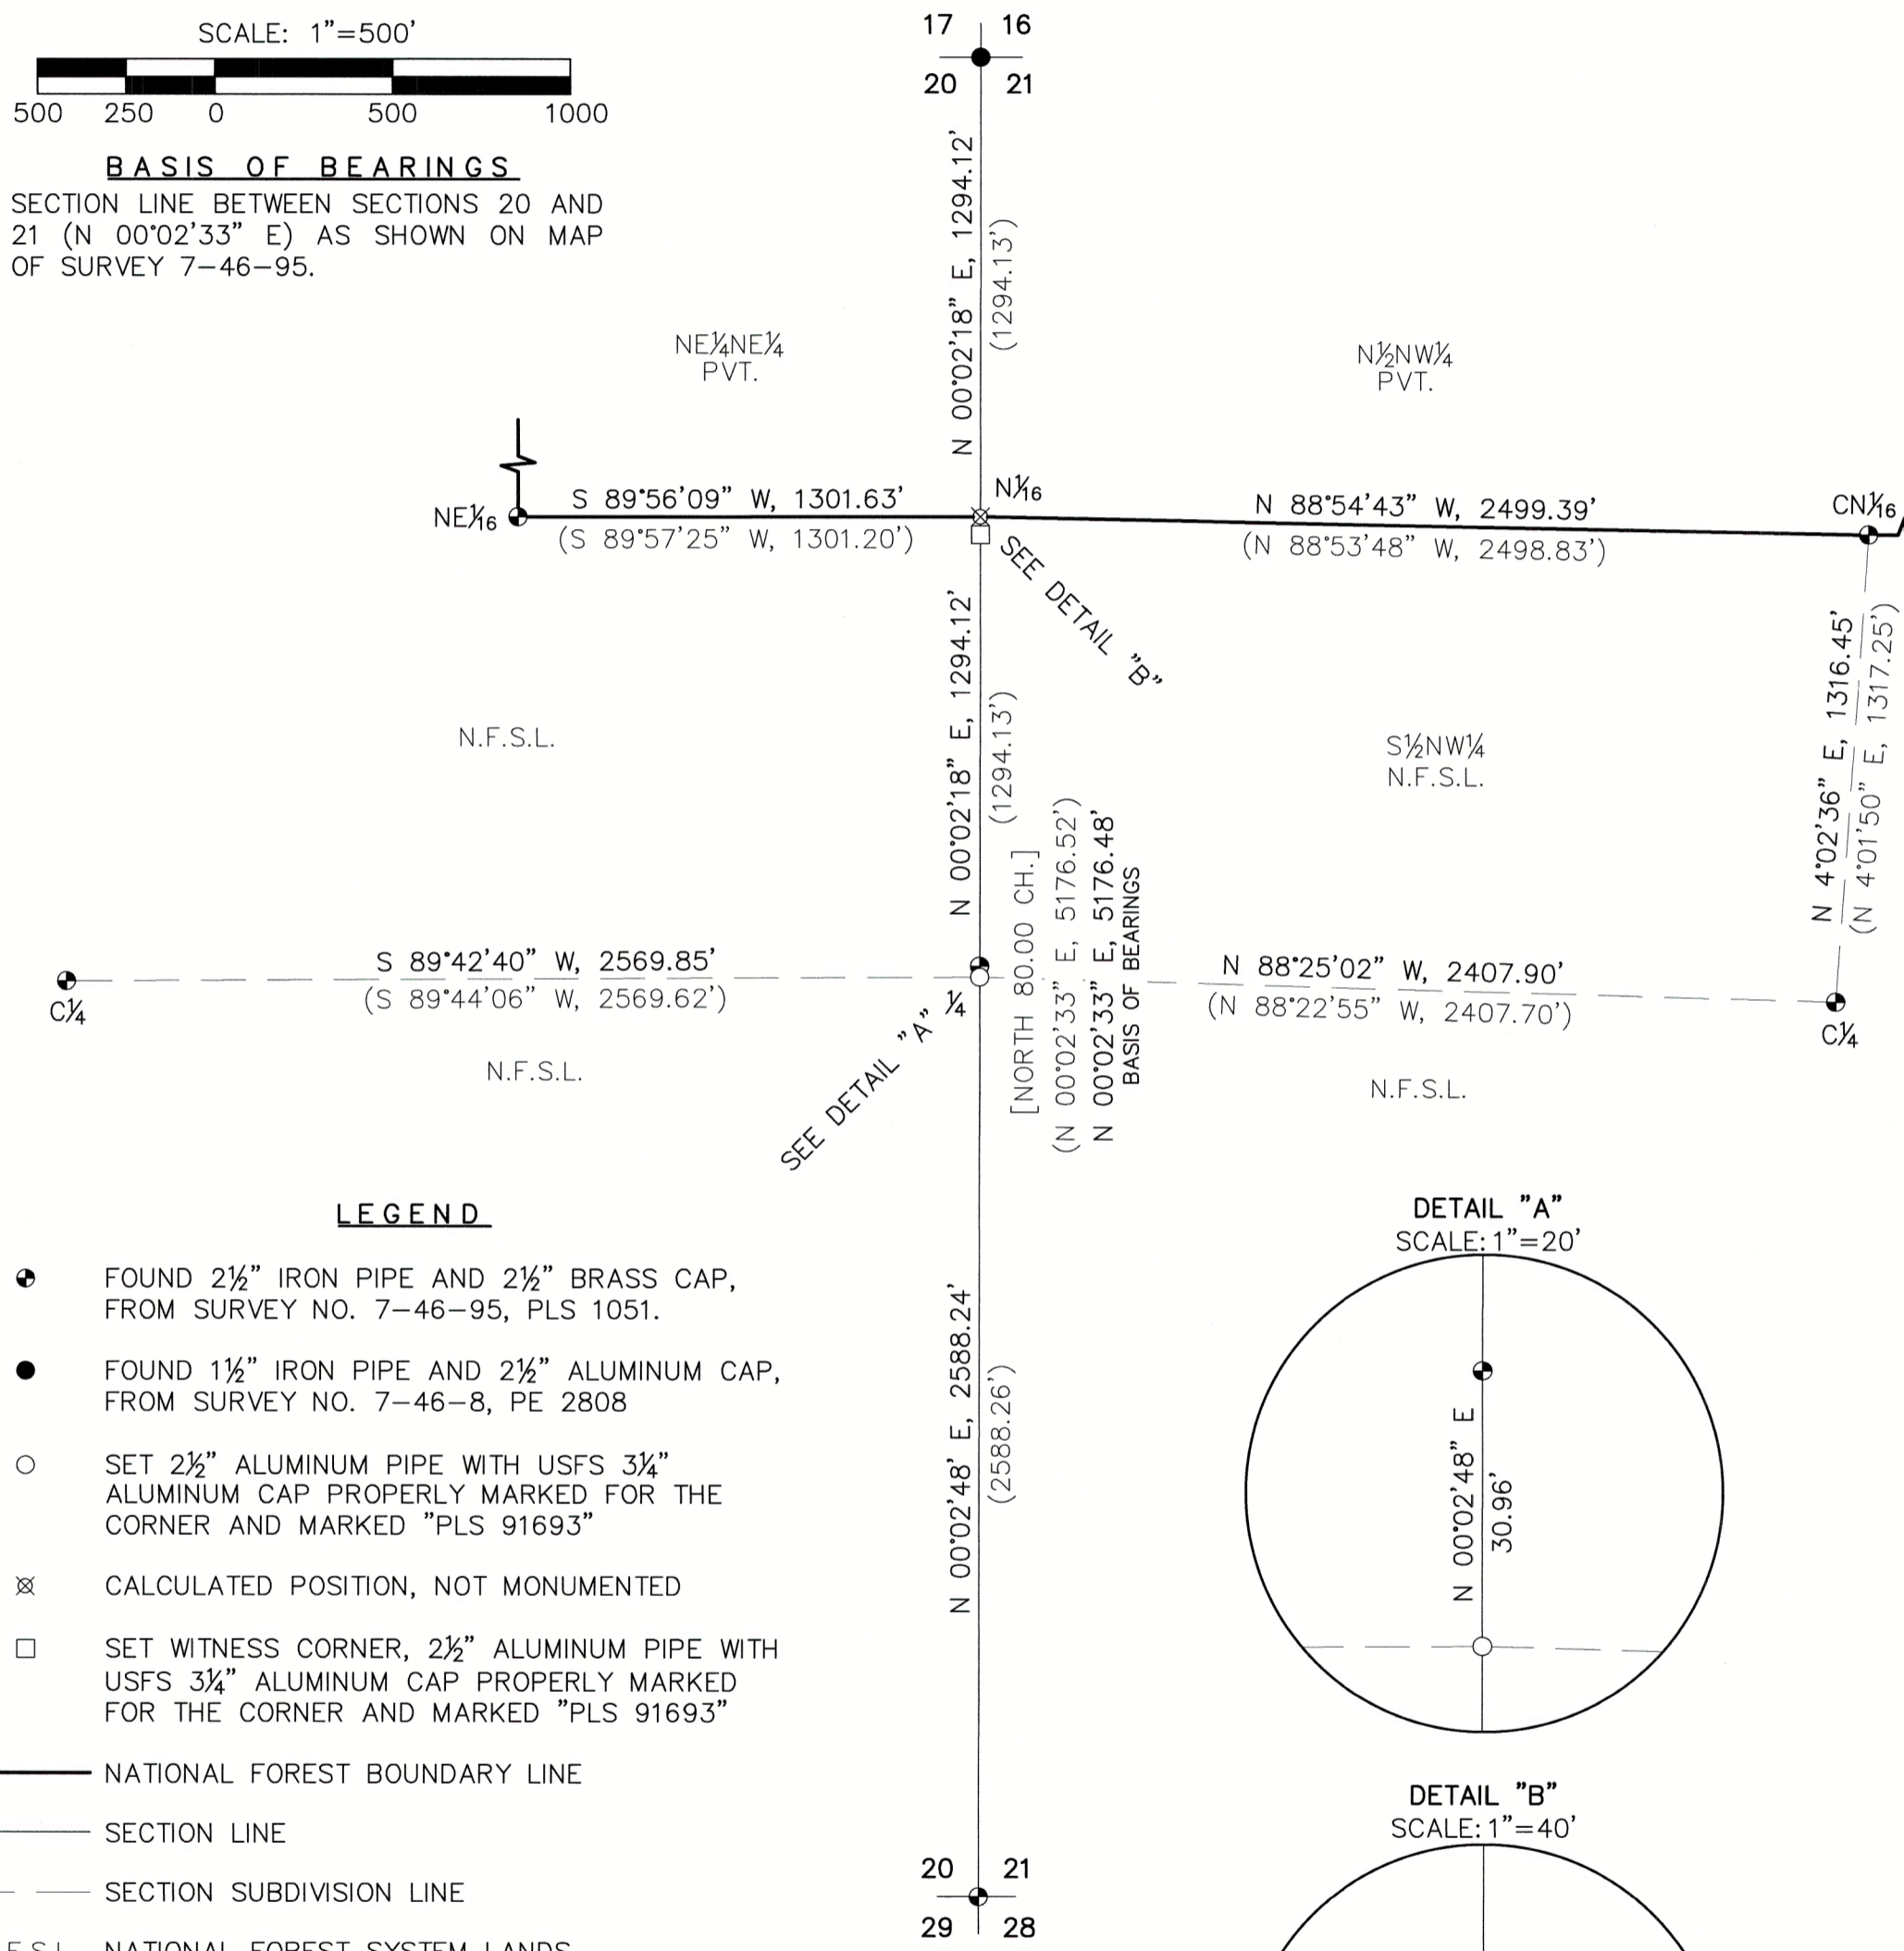 SCALE: 1"=500'
500 250 0 500 1000
BASIS OF BEARINGS
SECTION LINE BETWEEN SECTIONS 20 AND
21 (N 00°02'33" E) AS SHOWN ON MAP
OF SURVEY 7-46-95.
17 16
20 21
N 00°02'18" E, 1294.12'
(1294.13')
NE¼NE¼
PVT.
N½NW¼
PVT.
NE1/16
S 89°56'09" W, 1301.63'
(S 89°57'25" W, 1301.20')
N1/16
N 88°54'43" W, 2499.39'
(N 88°53'48" W, 2498.83')
CN1/16
SEE DETAIL "B"
N 00°02'18" E, 1294.12'
(1294.13')
N.F.S.L.
S½NW¼
N.F.S.L.
N 4°02'36" E, 1316.45'
(N 4°01'50" E, 1317.25')
[NORTH 80.00 CH.]
(N 00°02'33" E, 5176.52')
N 00°02'33" E, 5176.48'
BASIS OF BEARINGS
C¼
S 89°42'40" W, 2569.85'
(S 89°44'06" W, 2569.62')
¼
N 88°25'02" W, 2407.90'
(N 88°22'55" W, 2407.70')
C¼
SEE DETAIL "A"
N.F.S.L.
N.F.S.L.
N 00°02'48' E, 2588.24'
(2588.26')
20 21
29 28
LEGEND
FOUND 2½" IRON PIPE AND 2½" BRASS CAP,
FROM SURVEY NO. 7-46-95, PLS 1051.
FOUND 1½" IRON PIPE AND 2½" ALUMINUM CAP,
FROM SURVEY NO. 7-46-8, PE 2808
SET 2½" ALUMINUM PIPE WITH USFS 3¼"
ALUMINUM CAP PROPERLY MARKED FOR THE
CORNER AND MARKED "PLS 91693"
CALCULATED POSITION, NOT MONUMENTED
SET WITNESS CORNER, 2½" ALUMINUM PIPE WITH
USFS 3¼" ALUMINUM CAP PROPERLY MARKED
FOR THE CORNER AND MARKED "PLS 91693"
NATIONAL FOREST BOUNDARY LINE
SECTION LINE
SECTION SUBDIVISION LINE
F.S.L. NATIONAL FOREST SYSTEM LANDS
DETAIL "A"
SCALE: 1"=20'
N 00°02'48" E
30.96'
DETAIL "B"
SCALE: 1"=40'